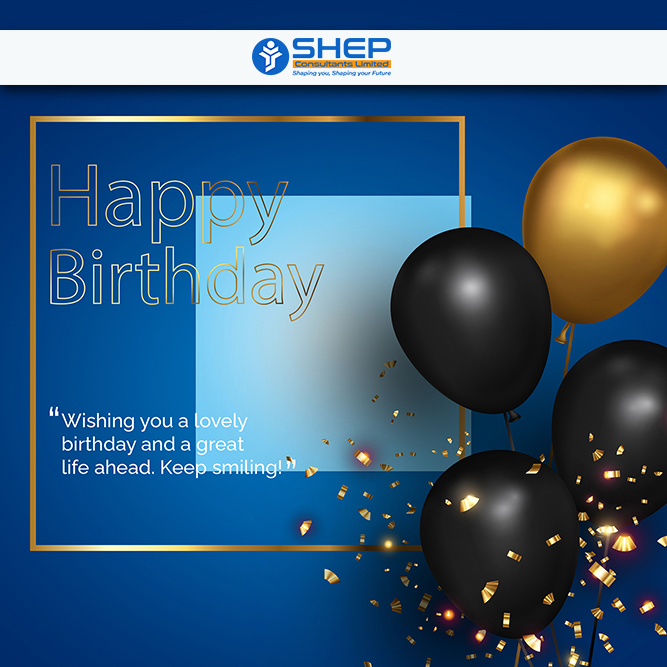 SHEP
Consultants Limited
Shaping you, Shaping your Future
Happy
Birthday
“Wishing you a lovely
birthday and a great
life ahead. Keep smiling!”